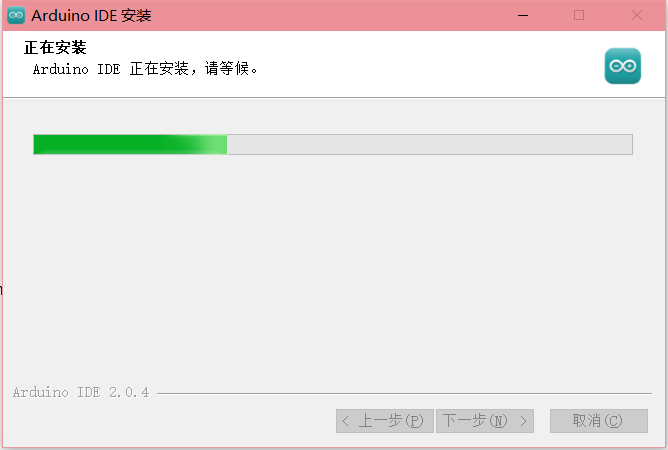 Arduino IDE 安装
正在安装
Arduino IDE 正在安装，请等候。
Arduino IDE 2.0.4
< 上一步(P) 下一步(N) > 取消(C)